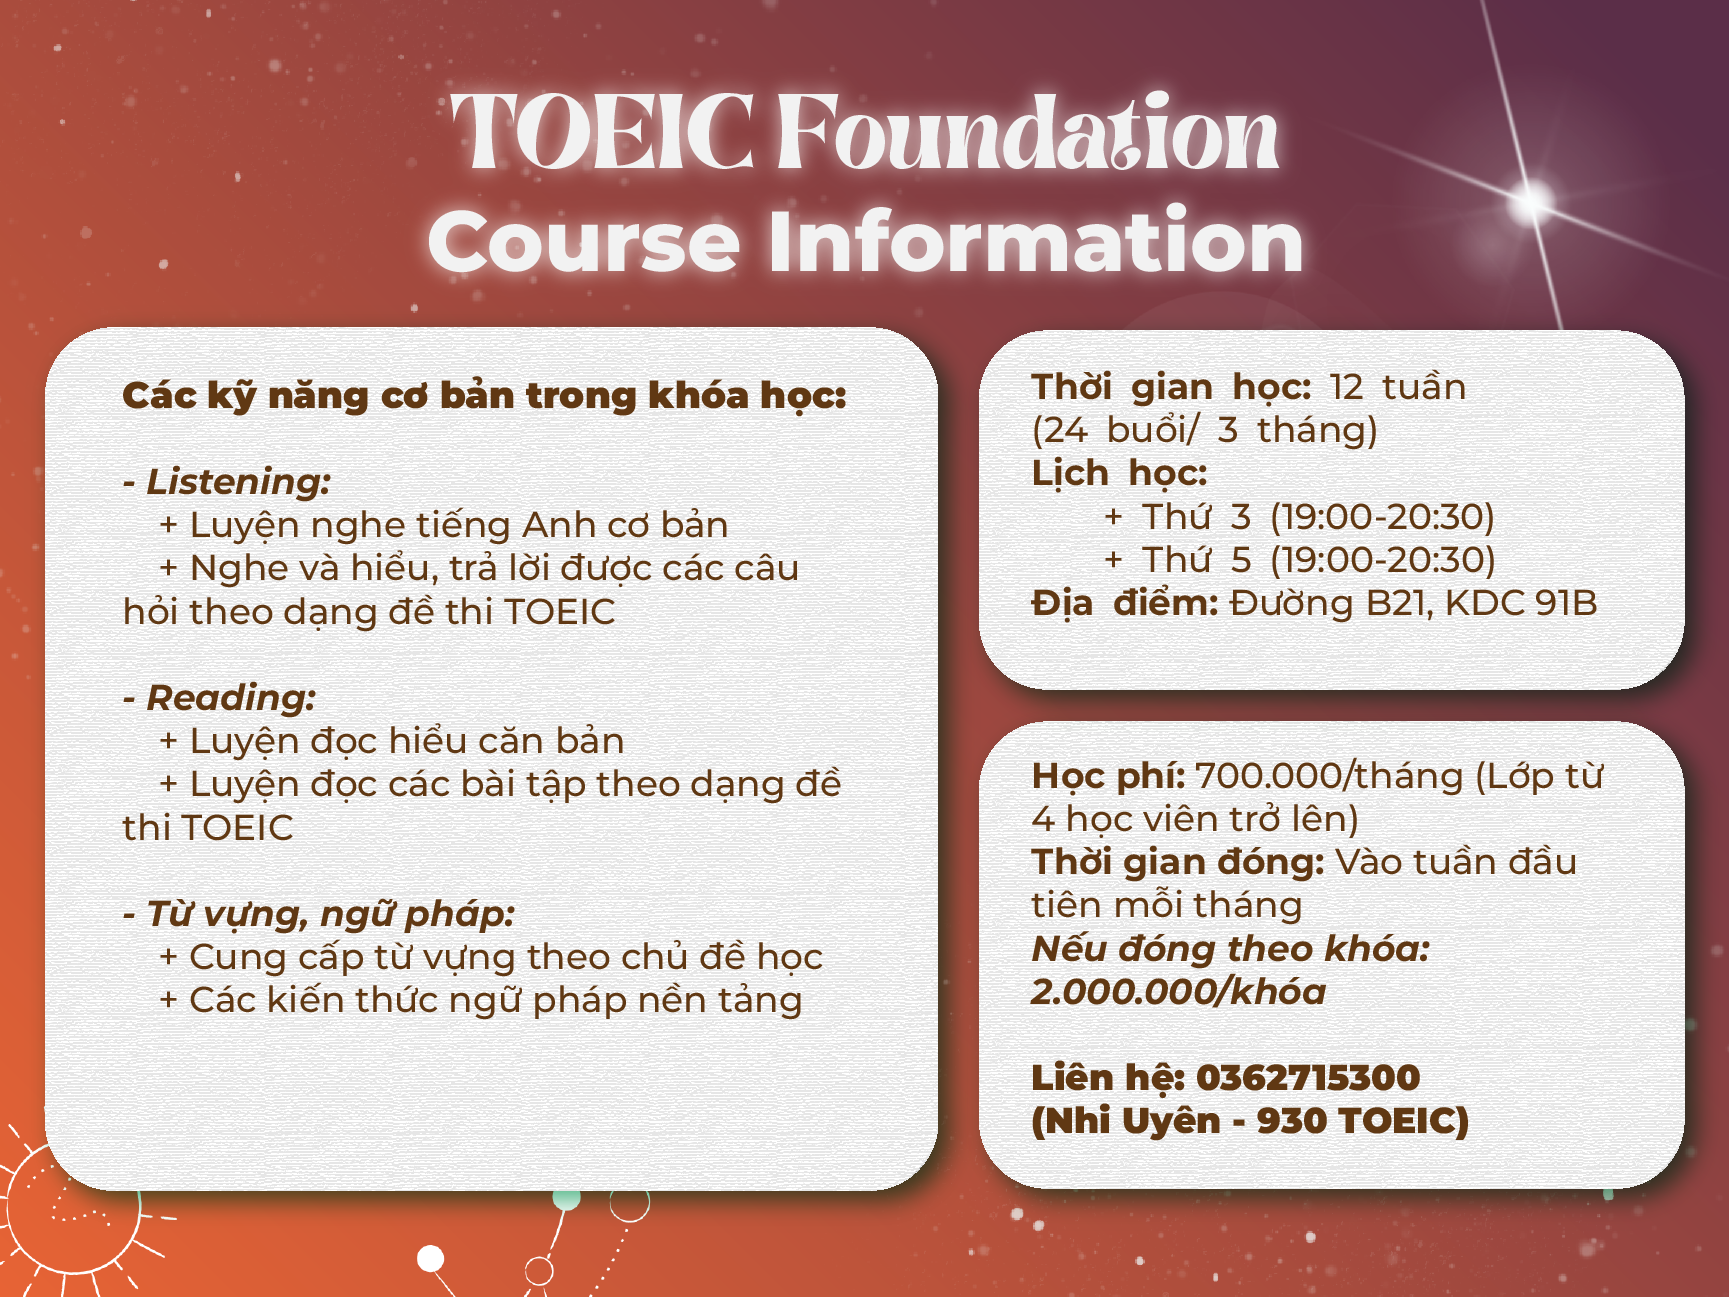 TOEIC Foundation
Course Information
Các kỹ năng cơ bản trong khóa học:
- Listening:
+ Luyện nghe tiếng Anh cơ bản
+ Nghe và hiểu, trả lời được các câu
hỏi theo dạng đề thi TOEIC
- Reading:
+ Luyện đọc hiểu căn bản
+ Luyện đọc các bài tập theo dạng đề
thi TOEIC
- Từ vựng, ngữ pháp:
+ Cung cấp từ vựng theo chủ đề học
+ Các kiến thức ngữ pháp nền tảng
Thời gian học: 12 tuần
(24 buổi/ 3 tháng)
Lịch học:
+ Thứ 3 (19:00-20:30)
+ Thứ 5 (19:00-20:30)
Địa điểm: Đường B21, KDC 91B
Học phí: 700.000/tháng (Lớp từ
4 học viên trở lên)
Thời gian đóng: Vào tuần đầu
tiên mỗi tháng
Nếu đóng theo khóa:
2.000.000/khóa
Liên hệ: 0362715300
(Nhi Uyên - 930 TOEIC)